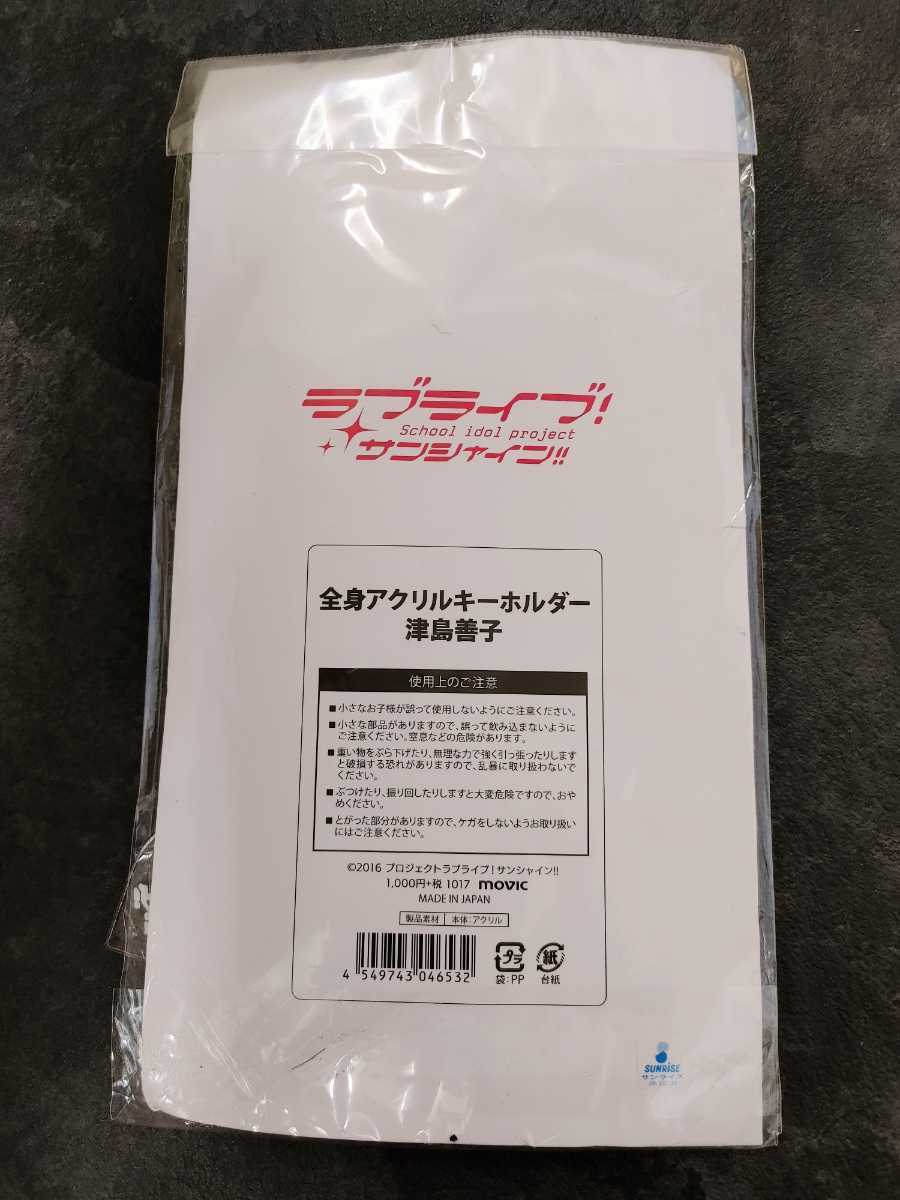 ラブライブ!
School idol project
サンシャイン!!
全身アクリルキーホルダー
津島善子
使用上のご注意
■小さなお子様が誤って使用しないようにご注意ください。
■小さな部品がありますので、誤って飲み込まないように
ご注意ください。窒息などの危険があります。
■重い物をぶら下げたり、無理な力で強く引っ張ったりします
と破損する恐れがありますので、乱暴に取り扱わないで
ください。
■ぶつけたり、振り回したりしますと大変危険ですので、おや
めください。
■とがった部分がありますので、ケガをしないようお取り扱い
にはご注意ください。
©2016 プロジェクトラブライブ!サンシャイン!!
1,000円+税 1017 movic
MADE IN JAPAN
製品素材 本体:アクリル
4 549743 046532
プラ
袋:PP
紙
台紙
SUNRISE
サンライズ